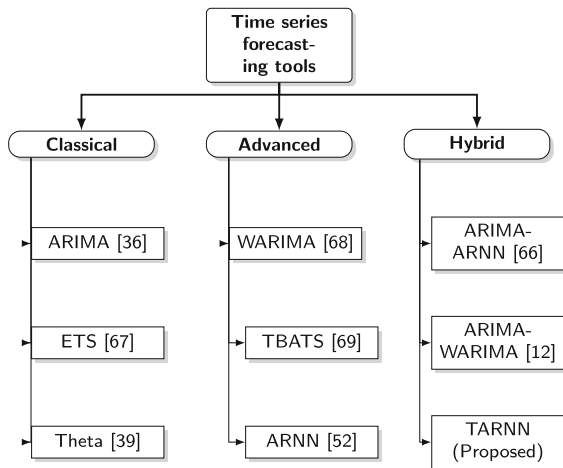 Time series
forecast-
ing tools
Classical
Advanced
Hybrid
ARIMA [36]
WARIMA [68]
ARIMA-
ARNN [66]
ETS [67]
TBATS [69]
ARIMA-
WARIMA [12]
Theta [39]
ARNN [52]
TARNN
(Proposed)